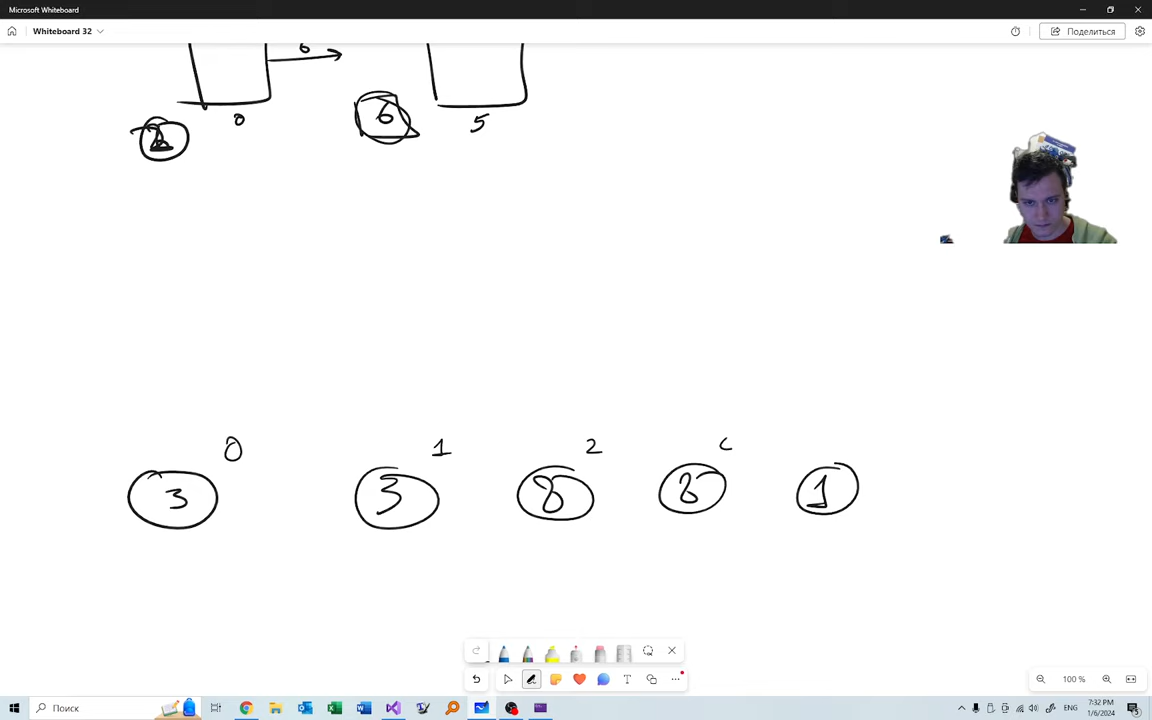 Microsoft Whiteboard
Whiteboard 32
Поделиться
6
0
6
5
0 1 2
3 3 8 8 1
100 %
Поиск
ENG
7:32 PM
1/6/2024
5